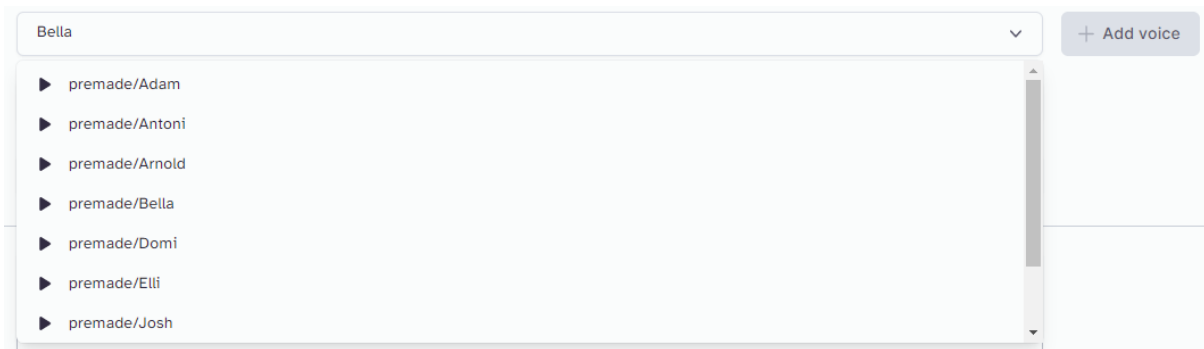 Bella
+ Add voice
premade/Adam
premade/Antoni
premade/Arnold
premade/Bella
premade/Domi
premade/Elli
premade/Josh